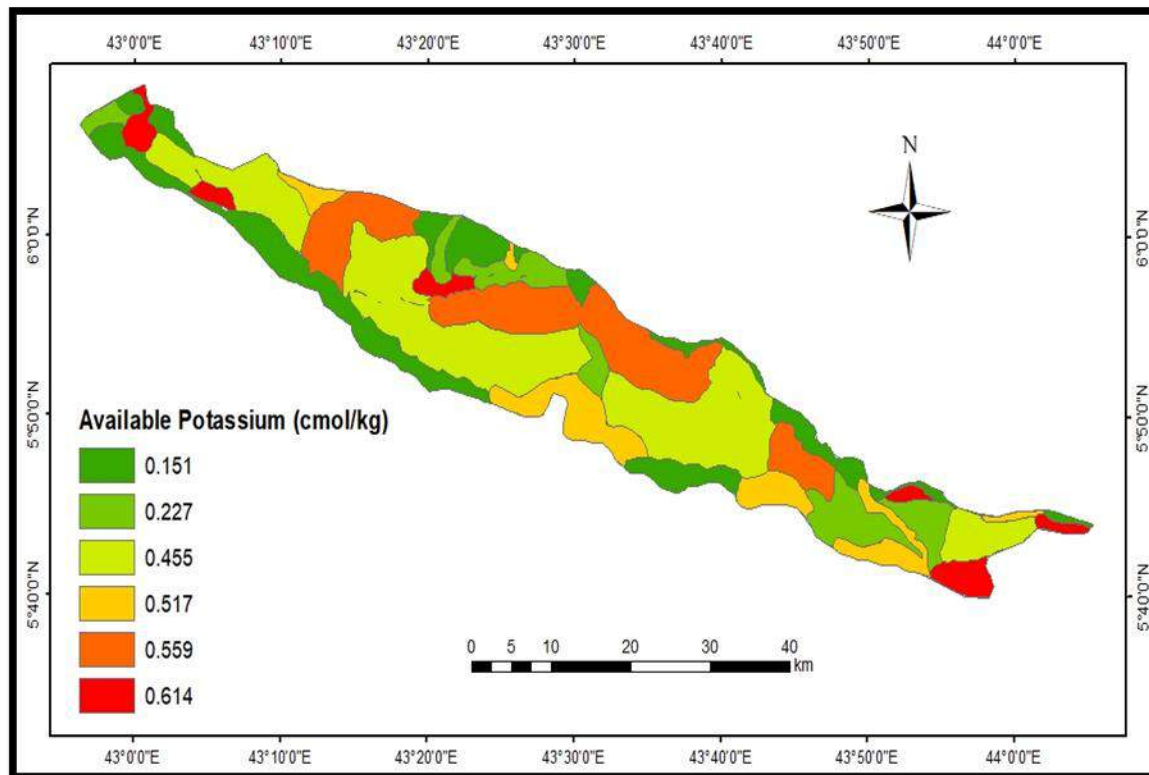 43°0'0"E 43°10'0"E 43°20'0"E 43°30'0"E 43°40'0"E 43°50'0"E 44°0'0"E
N
6°0'0"N 6°0'0"N
5°50'0"N 5°50'0"N
Available Potassium (cmol/kg)
0.151
0.227
0.455
0.517
0.559
0.614
5°40'0"N 5°40'0"N
0 5 10 20 30 40
km
43°0'0"E 43°10'0"E 43°20'0"E 43°30'0"E 43°40'0"E 43°50'0"E 44°0'0"E